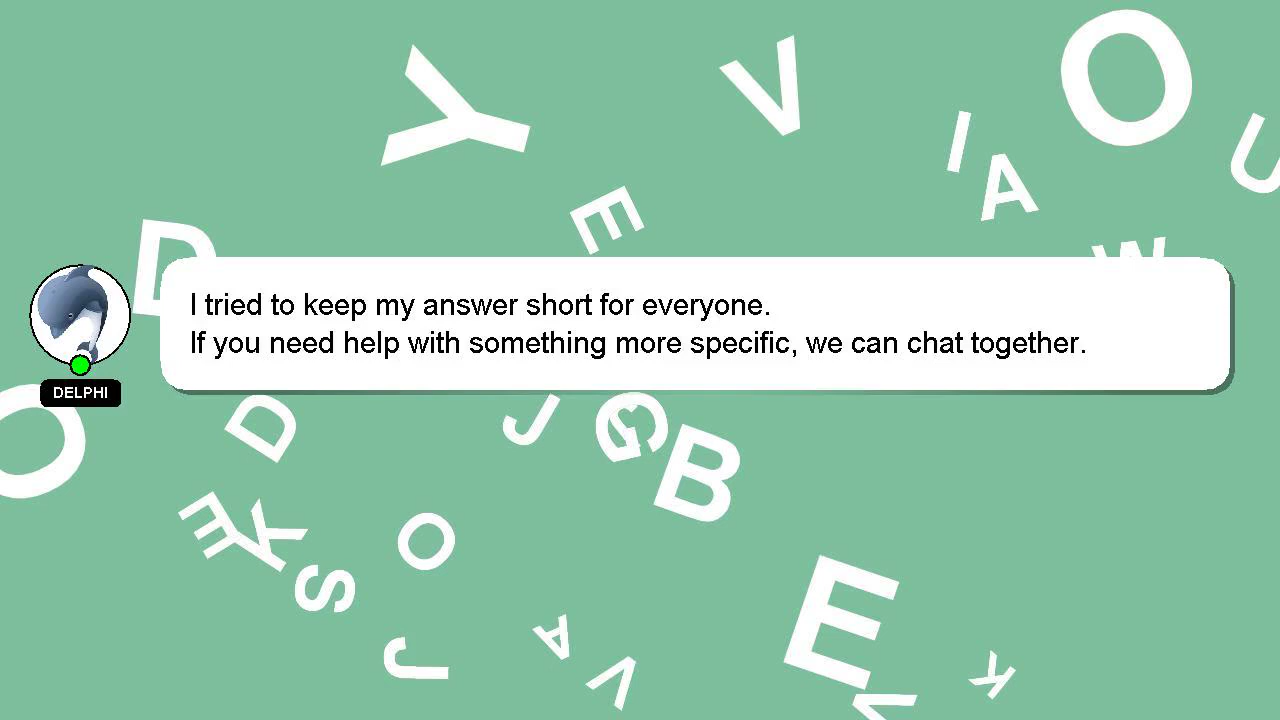 Y
V
O
I
A
U
E
D
W
I tried to keep my answer short for everyone.
If you need help with something more specific, we can chat together.
DELPHI
O
D
J
G
B
E
K
O
S
E
J
A
V
K
V